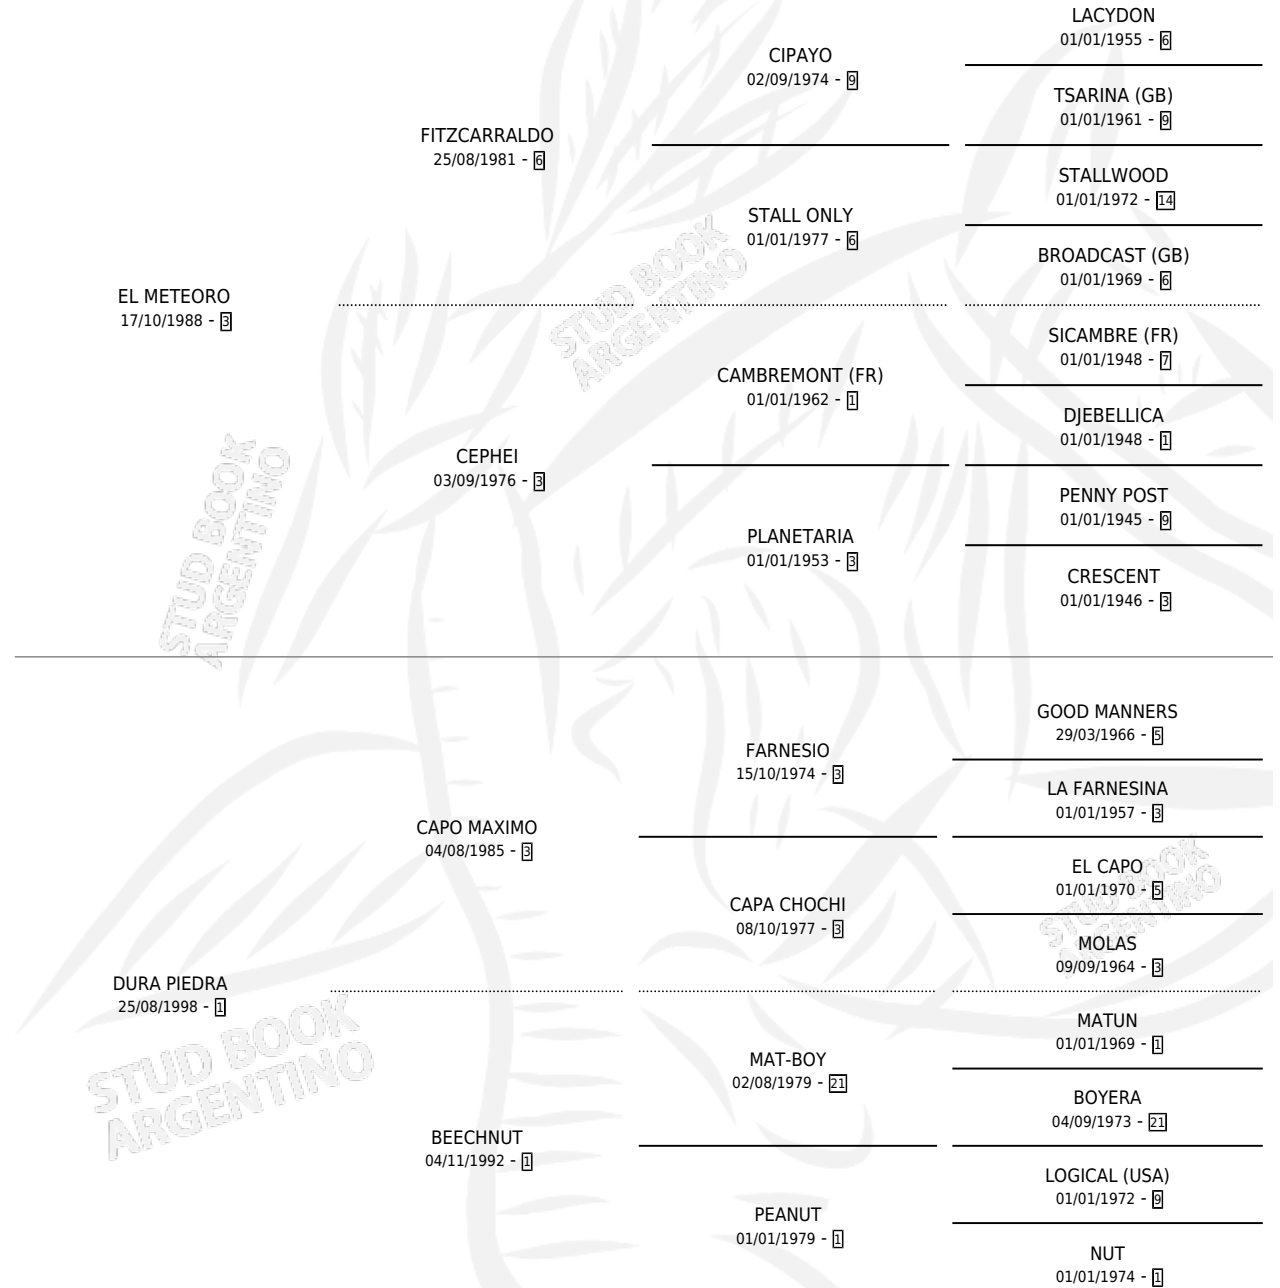 LACYDON
01/01/1955 - 6
CIPAYO
02/09/1974 - 9
TSARINA (GB)
01/01/1961 - 9
FITZCARRALDO
25/08/1981 - 6
STALLWOOD
01/01/1972 - 14
STALL ONLY
01/01/1977 - 6
BROADCAST (GB)
01/01/1969 - 6
EL METEORO
17/10/1988 - 3
SICAMBRE (FR)
01/01/1948 - 7
CAMBREMONT (FR)
01/01/1962 - 1
DJEBELLICA
01/01/1948 - 1
CEPHEI
03/09/1976 - 3
PENNY POST
01/01/1945 - 9
PLANETARIA
01/01/1953 - 3
CRESCENT
01/01/1946 - 3
GOOD MANNERS
29/03/1966 - 5
FARNESIO
15/10/1974 - 3
LA FARNESINA
01/01/1957 - 3
CAPO MAXIMO
04/08/1985 - 3
EL CAPO
01/01/1970 - 5
CAPA CHOCHI
08/10/1977 - 3
MOLAS
09/09/1964 - 3
DURA PIEDRA
25/08/1998 - 1
MATUN
01/01/1969 - 1
MAT-BOY
02/08/1979 - 21
BOYERA
04/09/1973 - 21
BEECHNUT
04/11/1992 - 1
LOGICAL (USA)
01/01/1972 - 9
PEANUT
01/01/1979 - 1
NUT
01/01/1974 - 1
STUD BOOK
ARGENTINO
STUD BOOK
ARGENTINO
STUD BOOK
ARGENTINO
STUD BOOK
ARGENTINO